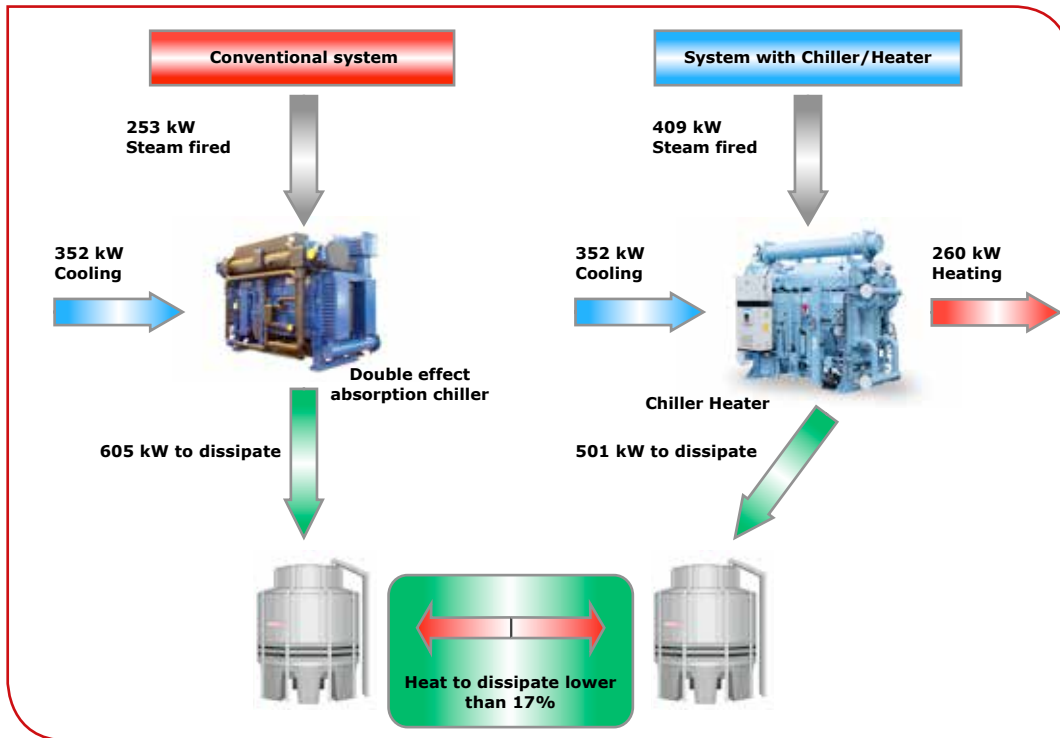 Conventional system
253 kW
Steam fired
352 kW
Cooling
Double effect
absorption chiller
605 kW to dissipate
System with Chiller/Heater
409 kW
Steam fired
352 kW
Cooling
260 kW
Heating
Chiller Heater
501 kW to dissipate
Heat to dissipate lower
than 17%